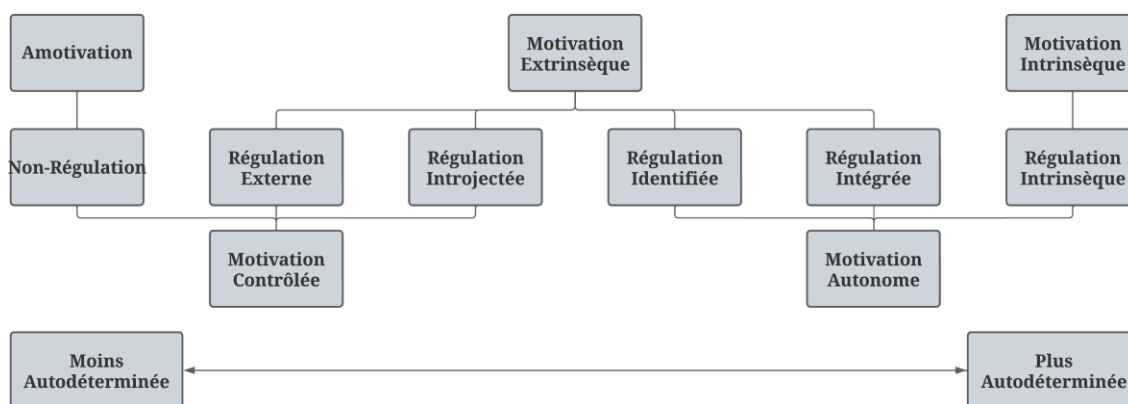 Amotivation
Motivation
Extrinsèque
Motivation
Intrinsèque
Non-Régulation
Régulation
Externe
Régulation
Introjectée
Régulation
Identifiée
Régulation
Intégrée
Régulation
Intrinsèque
Motivation
Contrôlée
Motivation
Autonome
Moins
Autodéterminée
Plus
Autodéterminée